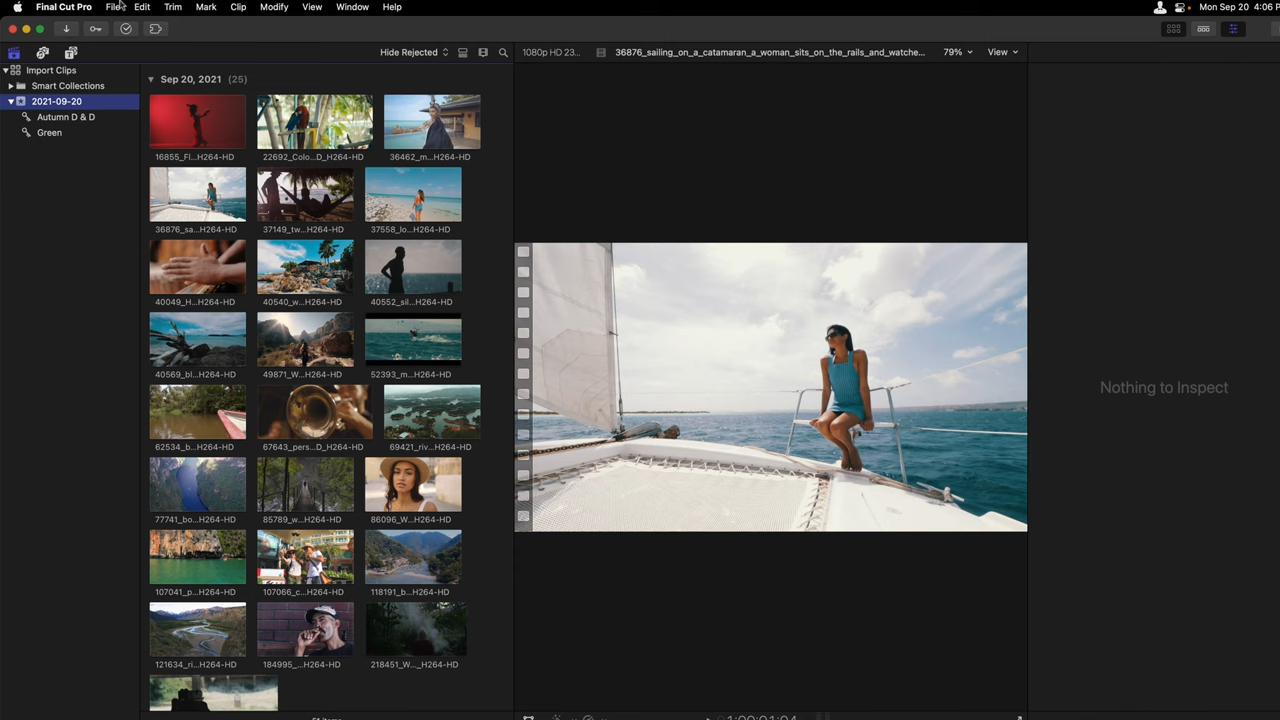 Final Cut Pro File Edit Trim Mark Clip Modify View Window Help Mon Sep 20 4:06 P
Hide Rejected
1080p HD 23... 36876_sailing_on_a_catamaran_a_woman_sits_on_the_rails_and_watche... 79% View
Import Clips
Smart Collections
2021-09-20
Autumn D & D
Green
Sep 20, 2021 (25)
16855_Fl...H264-HD 22692_Colo...D_H264-HD 36462_m...H264-HD
36876_sa...H264-HD 37149_tw...H264-HD 37558_lo...H264-HD
40049_H...H264-HD 40540_w...H264-HD 40552_sil...H264-HD
40569_bl...H264-HD 49871_W...H264-HD 52393_m...H264-HD
62534_b...H264-HD 67643_pers...D_H264-HD 69421_riv...H264-HD
77741_bo...H264-HD 85789_w...H264-HD 86096_W...H264-HD
107041_p...H264-HD 107066_c...H264-HD 118191_b...H264-HD
121634_ri...H264-HD 184995_...H264-HD 218451_W..._H264-HD
Nothing to Inspect
1:00:01:04